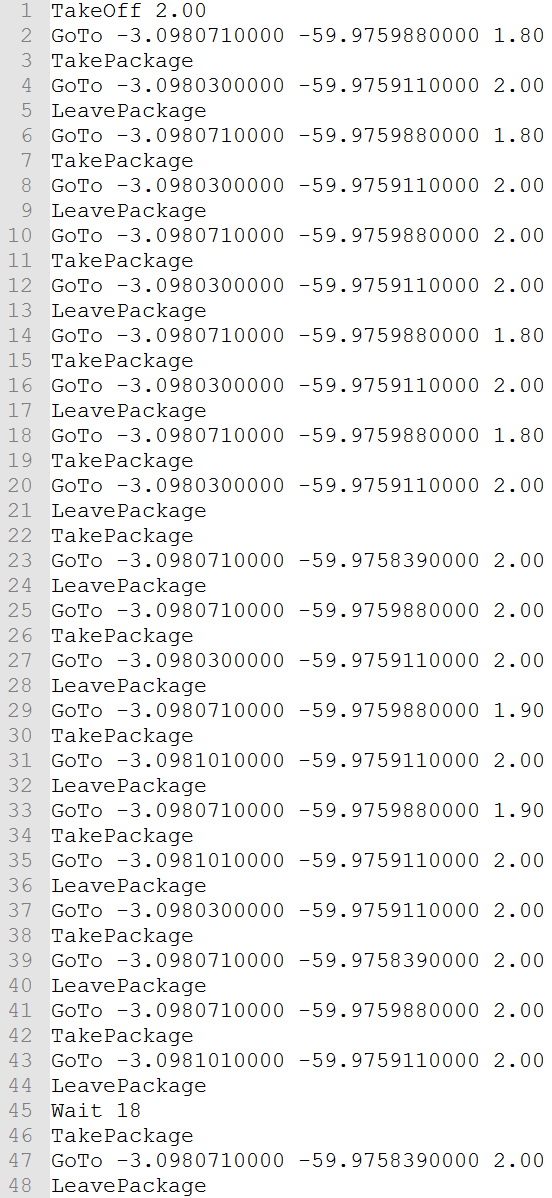 1 TakeOff 2.00
2 GoTo -3.0980710000 -59.9759880000 1.80
3 TakePackage
4 GoTo -3.0980300000 -59.9759110000 2.00
5 LeavePackage
6 GoTo -3.0980710000 -59.9759880000 1.80
7 TakePackage
8 GoTo -3.0980300000 -59.9759110000 2.00
9 LeavePackage
10 GoTo -3.0980710000 -59.9759880000 2.00
11 TakePackage
12 GoTo -3.0980300000 -59.9759110000 2.00
13 LeavePackage
14 GoTo -3.0980710000 -59.9759880000 1.80
15 TakePackage
16 GoTo -3.0980300000 -59.9759110000 2.00
17 LeavePackage
18 GoTo -3.0980710000 -59.9759880000 1.80
19 TakePackage
20 GoTo -3.0980300000 -59.9759110000 2.00
21 LeavePackage
22 TakePackage
23 GoTo -3.0980710000 -59.9758390000 2.00
24 LeavePackage
25 GoTo -3.0980710000 -59.9759880000 2.00
26 TakePackage
27 GoTo -3.0980300000 -59.9759110000 2.00
28 LeavePackage
29 GoTo -3.0980710000 -59.9759880000 1.90
30 TakePackage
31 GoTo -3.0981010000 -59.9759110000 2.00
32 LeavePackage
33 GoTo -3.0980710000 -59.9759880000 1.90
34 TakePackage
35 GoTo -3.0981010000 -59.9759110000 2.00
36 LeavePackage
37 GoTo -3.0980300000 -59.9759110000 2.00
38 TakePackage
39 GoTo -3.0980710000 -59.9758390000 2.00
40 LeavePackage
41 GoTo -3.0980710000 -59.9759880000 2.00
42 TakePackage
43 GoTo -3.0981010000 -59.9759110000 2.00
44 LeavePackage
45 Wait 18
46 TakePackage
47 GoTo -3.0980710000 -59.9758390000 2.00
48 LeavePackage